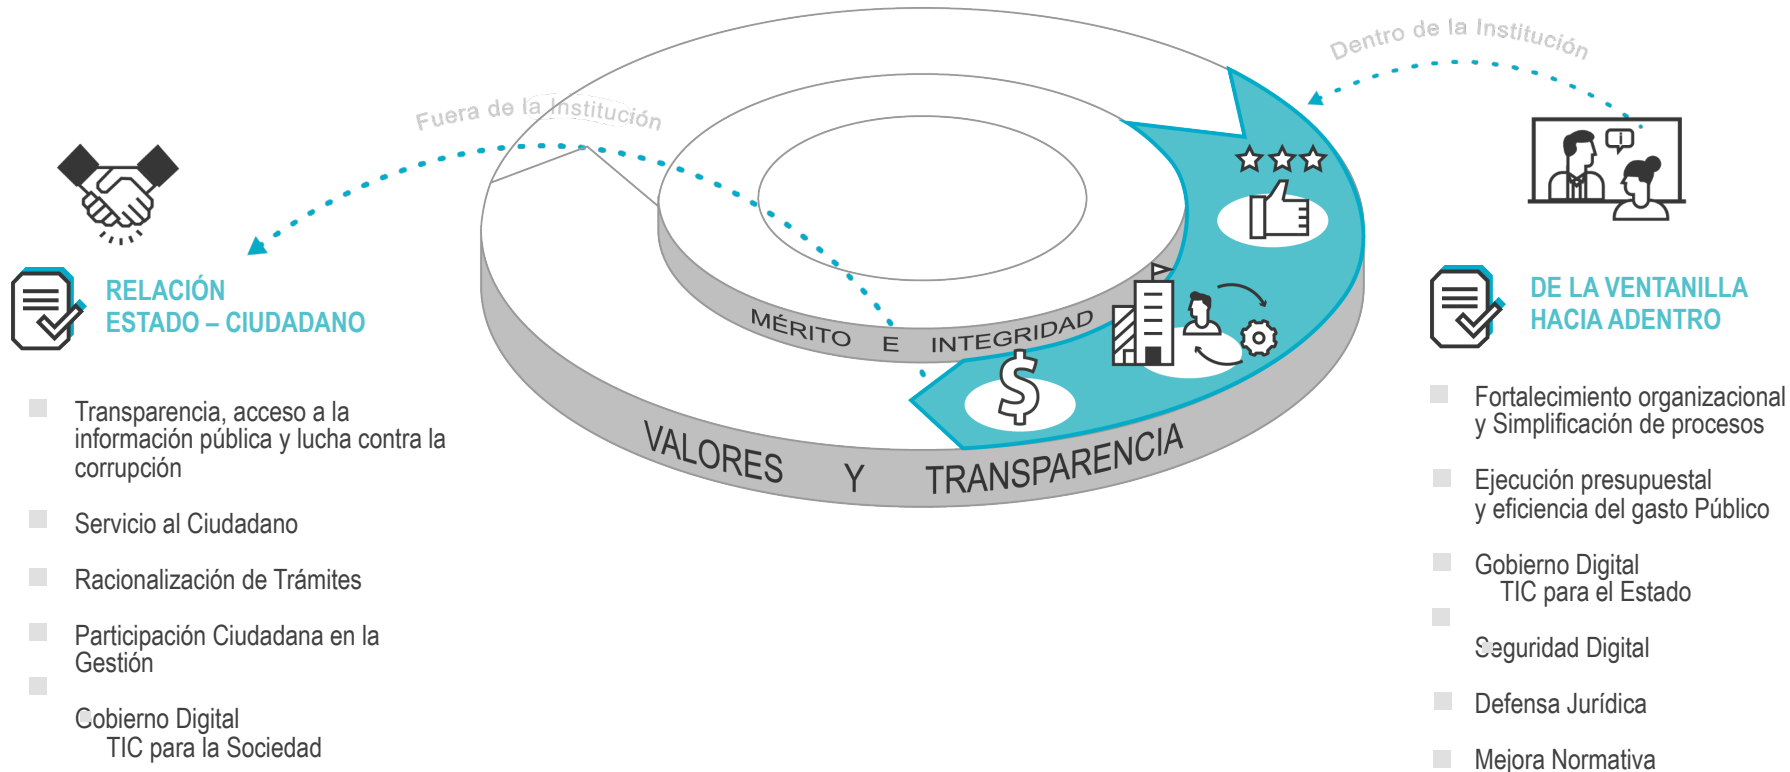 Fuera de la Institución
Dentro de la Institución
RELACIÓN
ESTADO – CIUDADANO
Transparencia, acceso a la
información pública y lucha contra la
corrupción
Servicio al Ciudadano
Racionalización de Trámites
Participación Ciudadana en la
Gestión
Gobierno Digital
TIC para la Sociedad
MÉRITO E INTEGRIDAD
VALORES Y TRANSPARENCIA
$
i
DE LA VENTANILLA
HACIA ADENTRO
Fortalecimiento organizacional
y Simplificación de procesos
Ejecución presupuestal
y eficiencia del gasto Público
Gobierno Digital
TIC para el Estado
Seguridad Digital
Defensa Jurídica
Mejora Normativa